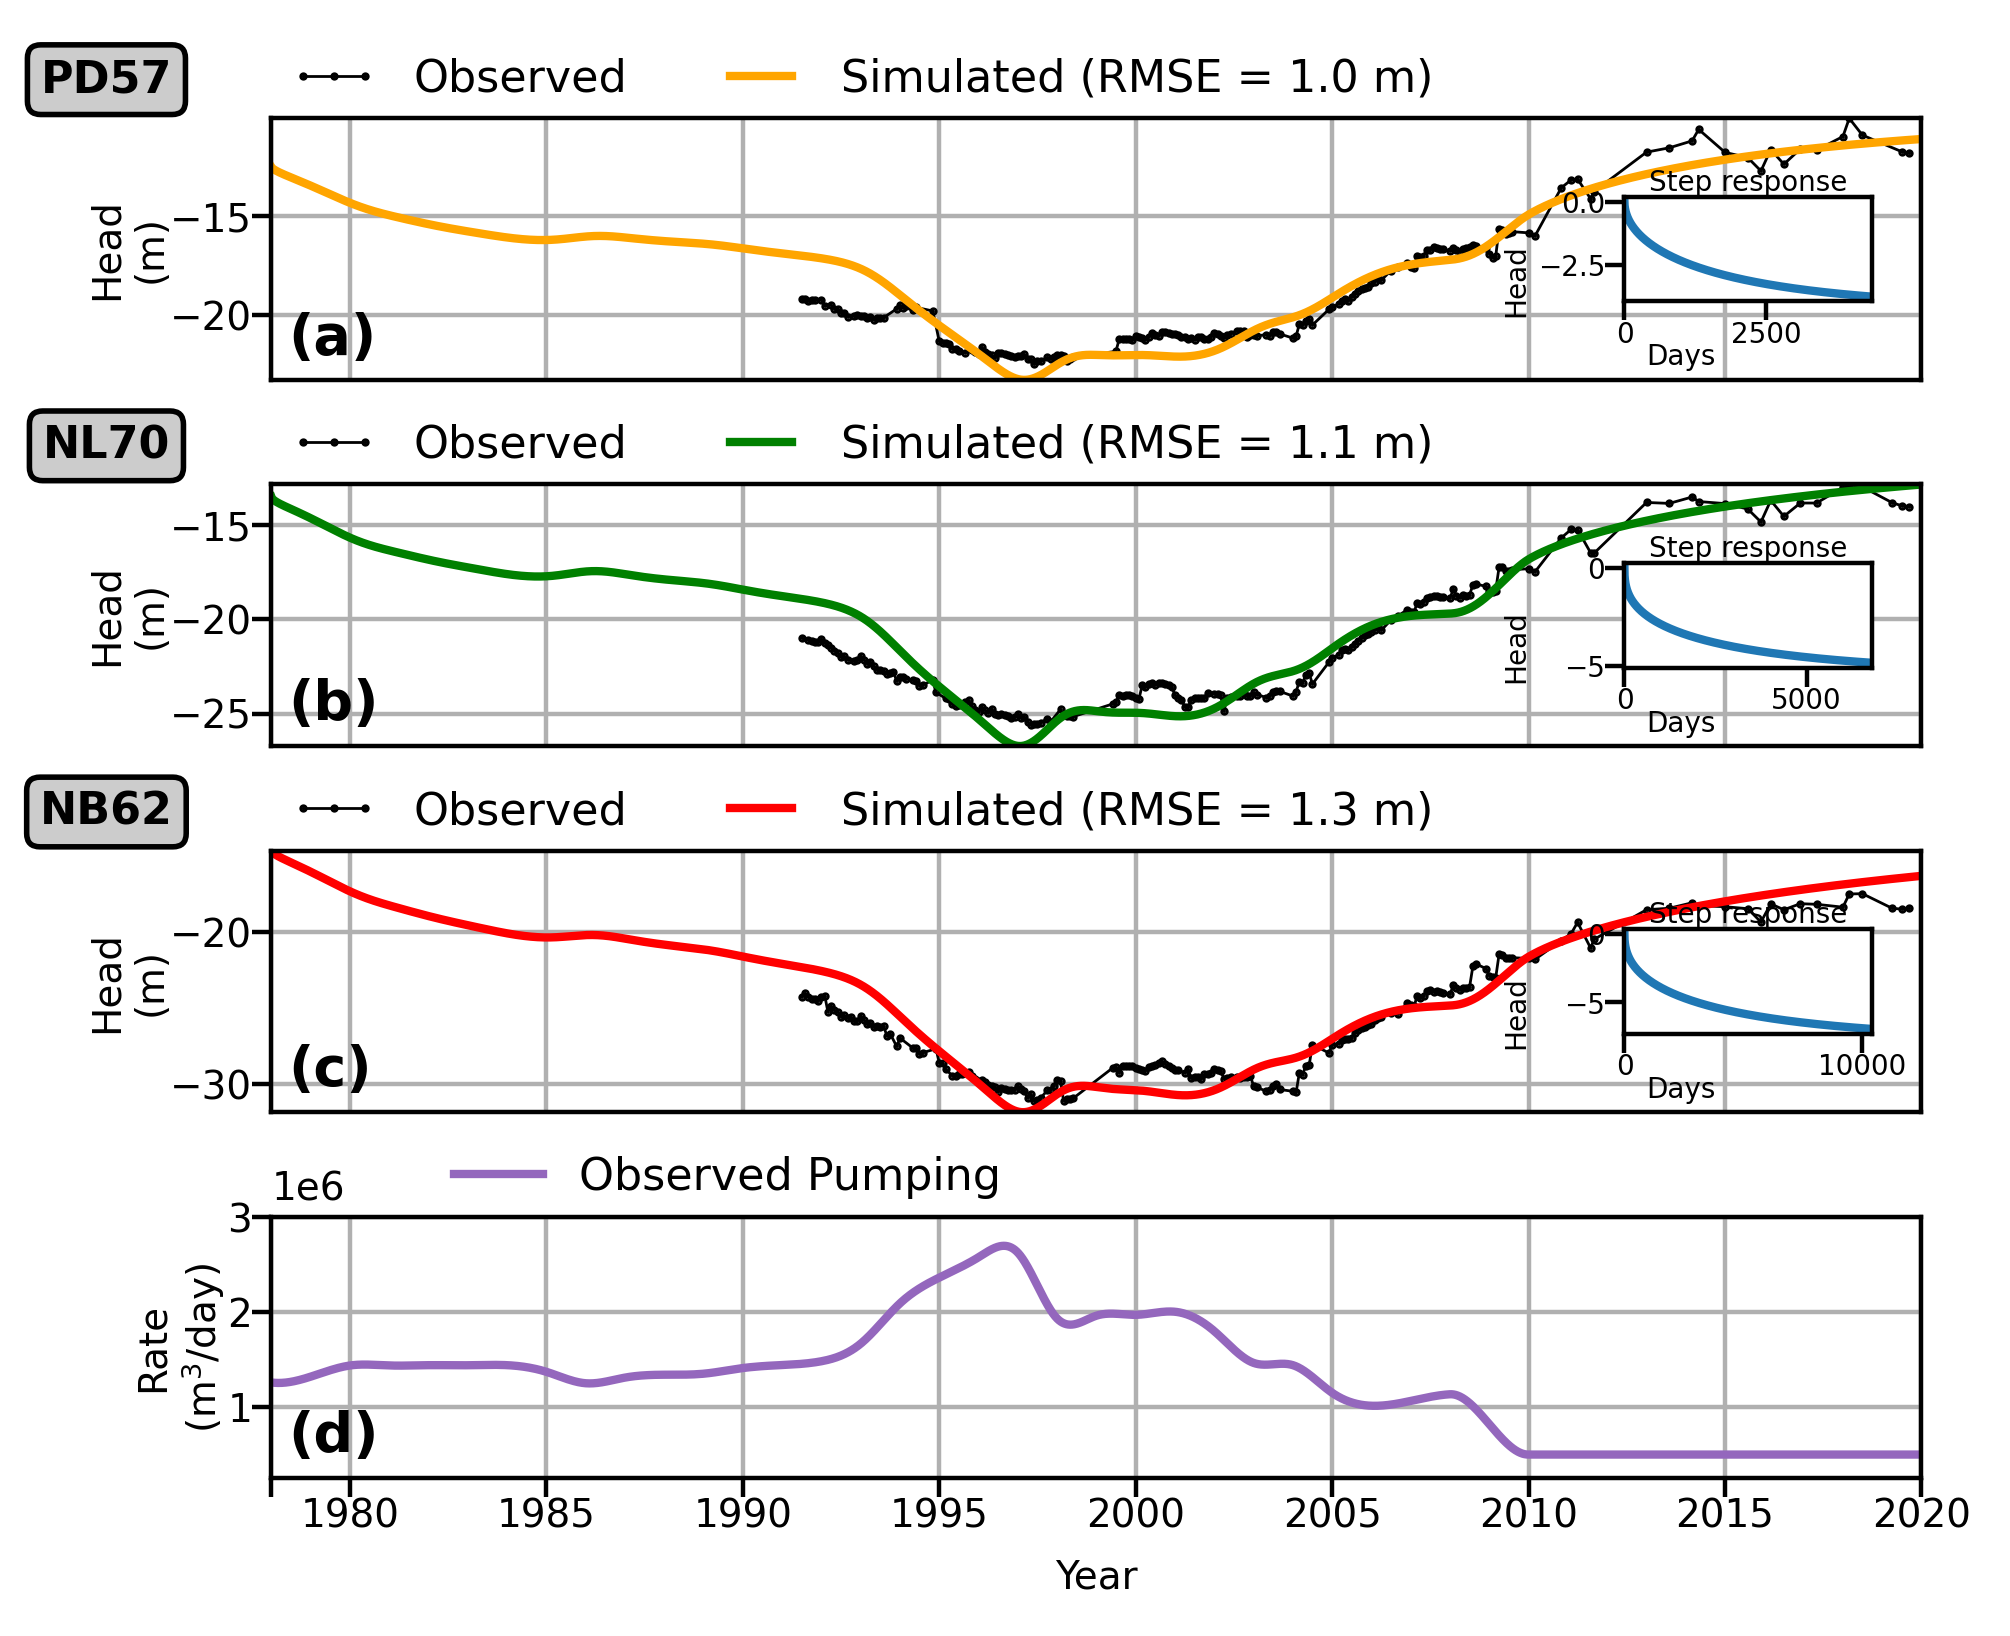 PD57
Observed
Simulated (RMSE = 1.0 m)
Head
(m)
−15
−20
(a)
Step response
0.0
−2.5
Head
0
2500
Days
NL70
Observed
Simulated (RMSE = 1.1 m)
Head
(m)
−15
−20
−25
(b)
Step response
0
−5
Head
0
5000
Days
NB62
Observed
Simulated (RMSE = 1.3 m)
Head
(m)
−20
−30
(c)
Step response
0
−5
Head
0
10000
Days
1e6
Observed Pumping
Rate
(m³/day)
3
2
1
(d)
1980
1985
1990
1995
2000
2005
2010
2015
2020
Year